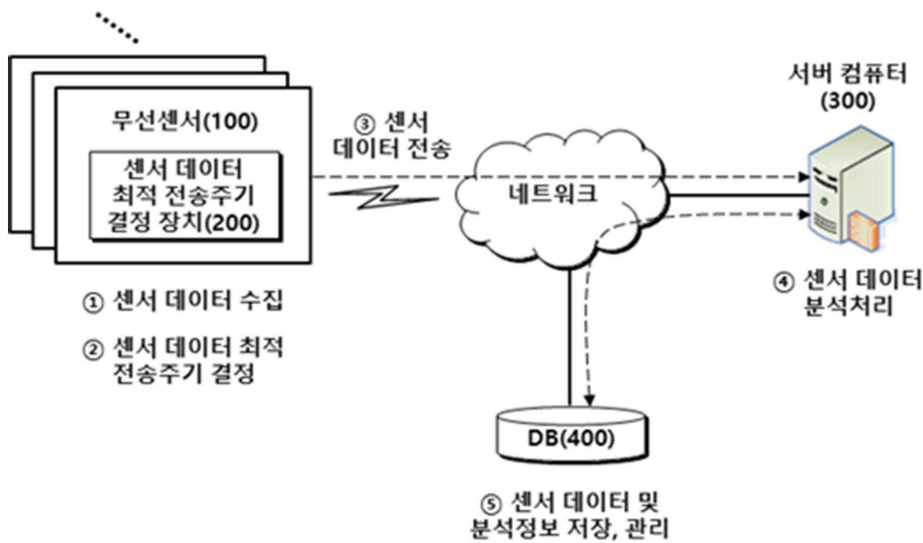 무선센서(100)
센서 데이터
최적 전송주기
결정 장치(200)
① 센서 데이터 수집
② 센서 데이터 최적
전송주기 결정
③ 센서
데이터 전송
네트워크
서버 컴퓨터
(300)
④ 센서 데이터
분석처리
DB(400)
⑤ 센서 데이터 및
분석정보 저장, 관리